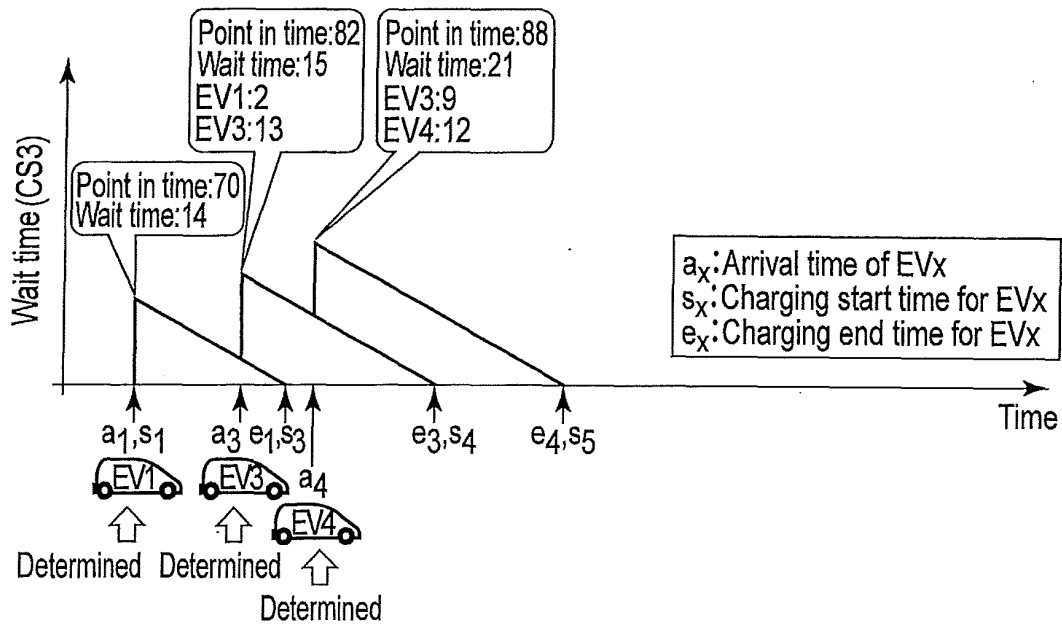 Point in time:82
Wait time:15
EV1:2
EV3:13
Point in time:88
Wait time:21
EV3:9
EV4:12
Point in time:70
Wait time:14
Wait time (CS3)
ax:Arrival time of EVx
sx:Charging start time for EVx
ex:Charging end time for EVx
Time
a1,s1
a3
e1,s3
a4
e3,s4
e4,s5
EV1
EV3
EV4
Determined
Determined
Determined